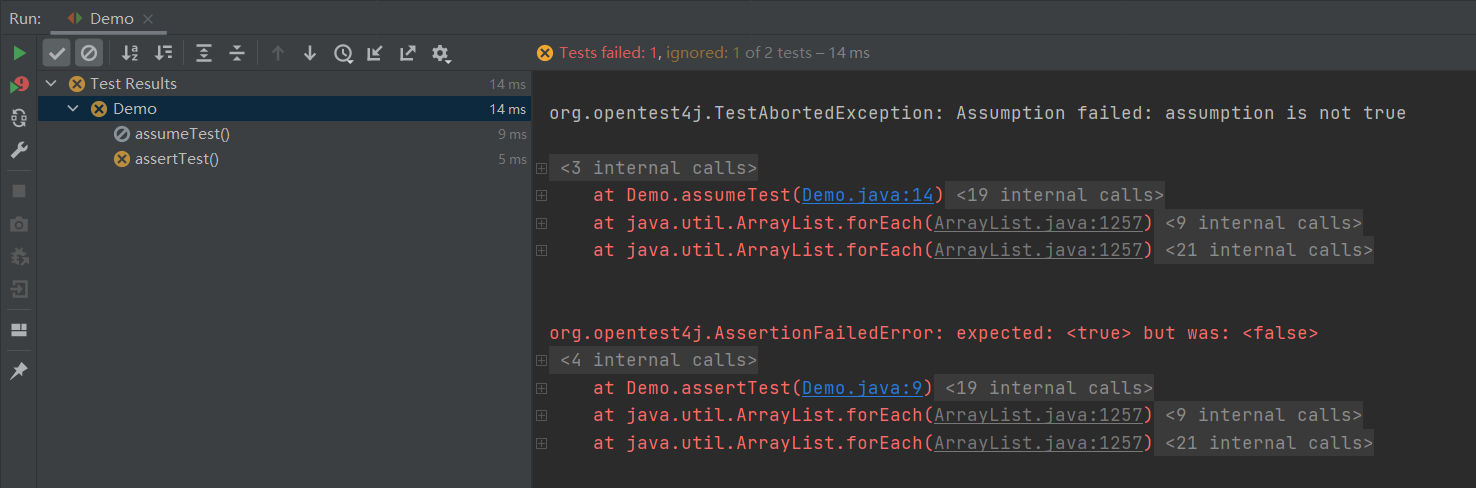 Run: Demo
Tests failed: 1, ignored: 1 of 2 tests – 14 ms
Test Results 14 ms
Demo 14 ms
assumeTest() 9 ms
assertTest() 5 ms
org.opentest4j.TestAbortedException: Assumption failed: assumption is not true
<3 internal calls>
at Demo.assumeTest(Demo.java:14) <19 internal calls>
at java.util.ArrayList.forEach(ArrayList.java:1257) <9 internal calls>
at java.util.ArrayList.forEach(ArrayList.java:1257) <21 internal calls>
org.opentest4j.AssertionFailedError: expected: <true> but was: <false>
<4 internal calls>
at Demo.assertTest(Demo.java:9) <19 internal calls>
at java.util.ArrayList.forEach(ArrayList.java:1257) <9 internal calls>
at java.util.ArrayList.forEach(ArrayList.java:1257) <21 internal calls>